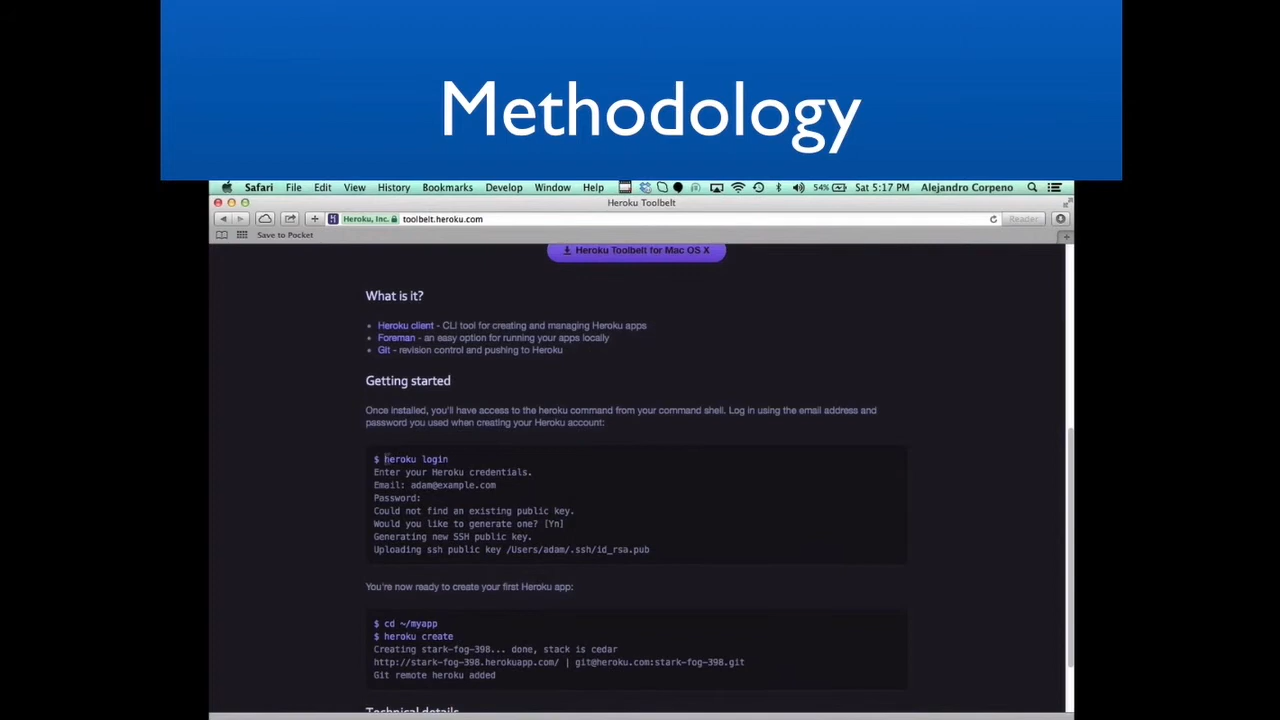 Methodology
Safari File Edit View History Bookmarks Develop Window Help 54% Sat 5:17 PM Alejandro Corpeno
Heroku Toolbelt
Heroku, Inc. toolbelt.heroku.com Reader
Save to Pocket
Heroku Toolbelt for Mac OS X
What is it?
Heroku client - CLI tool for creating and managing Heroku apps
Foreman - an easy option for running your apps locally
Git - revision control and pushing to Heroku
Getting started
Once installed, you'll have access to the heroku command from your command shell. Log in using the email address and
password you used when creating your Heroku account:
$ heroku login
Enter your Heroku credentials.
Email: adam@example.com
Password:
Could not find an existing public key.
Would you like to generate one? [Yn]
Generating new SSH public key.
Uploading ssh public key /Users/adam/.ssh/id_rsa.pub
You're now ready to create your first Heroku app:
$ cd ~/myapp
$ heroku create
Creating stark-fog-398... done, stack is cedar
http://stark-fog-398.herokuapp.com/ | git@heroku.com:stark-fog-398.git
Git remote heroku added
Technical details